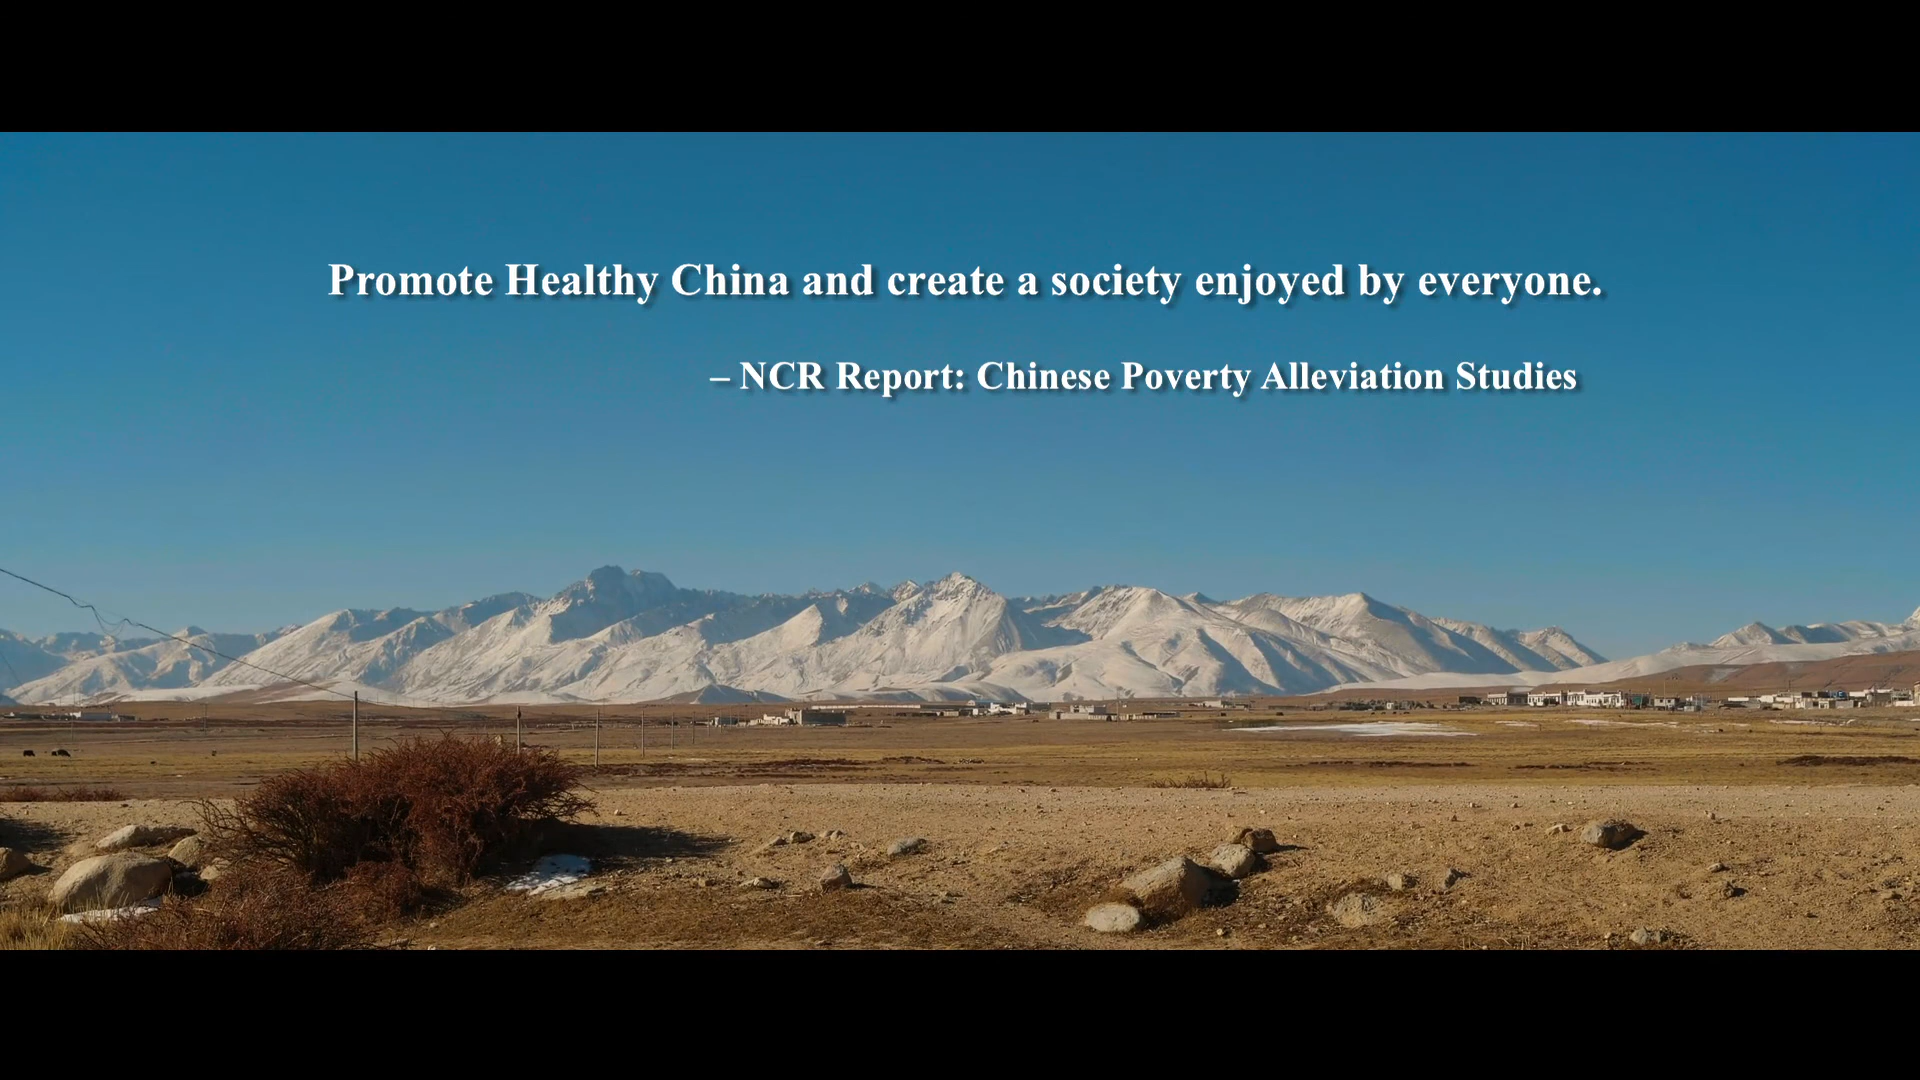 Promote Healthy China and create a society enjoyed by everyone.
– NCR Report: Chinese Poverty Alleviation Studies